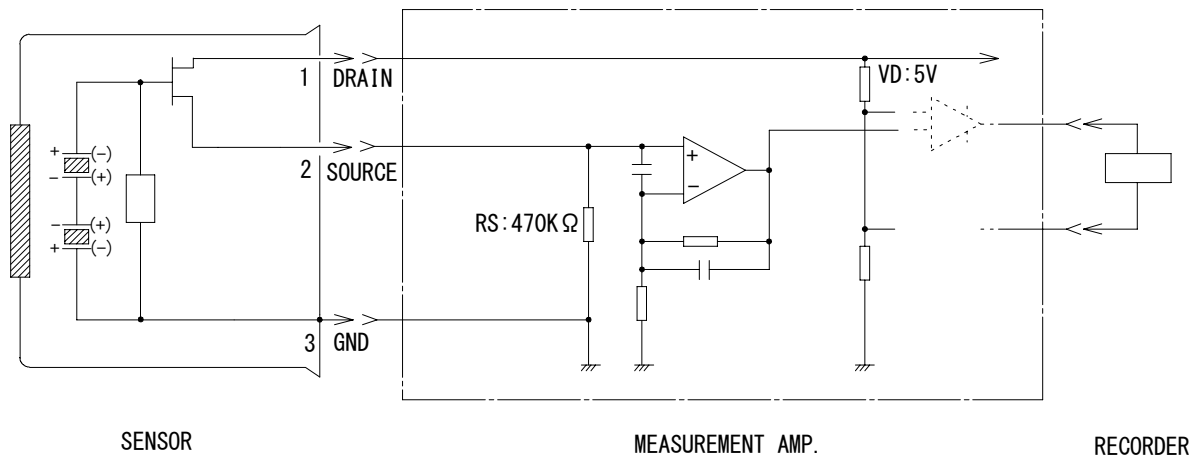 1 DRAIN
VD:5V
+ (-)
- (+)
2 SOURCE
+
-
- (+)
+ (-)
RS:470KΩ
3 GND
SENSOR
MEASUREMENT AMP.
RECORDER